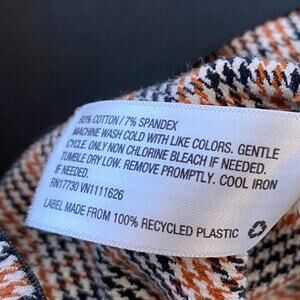 93% COTTON / 7% SPANDEX
MACHINE WASH COLD WITH LIKE COLORS. GENTLE
CYCLE. ONLY NON CHLORINE BLEACH IF NEEDED.
TUMBLE DRY LOW. REMOVE PROMPTLY. COOL IRON
IF NEEDED.
RN17730 VN1111626
LABEL MADE FROM 100% RECYCLED PLASTIC